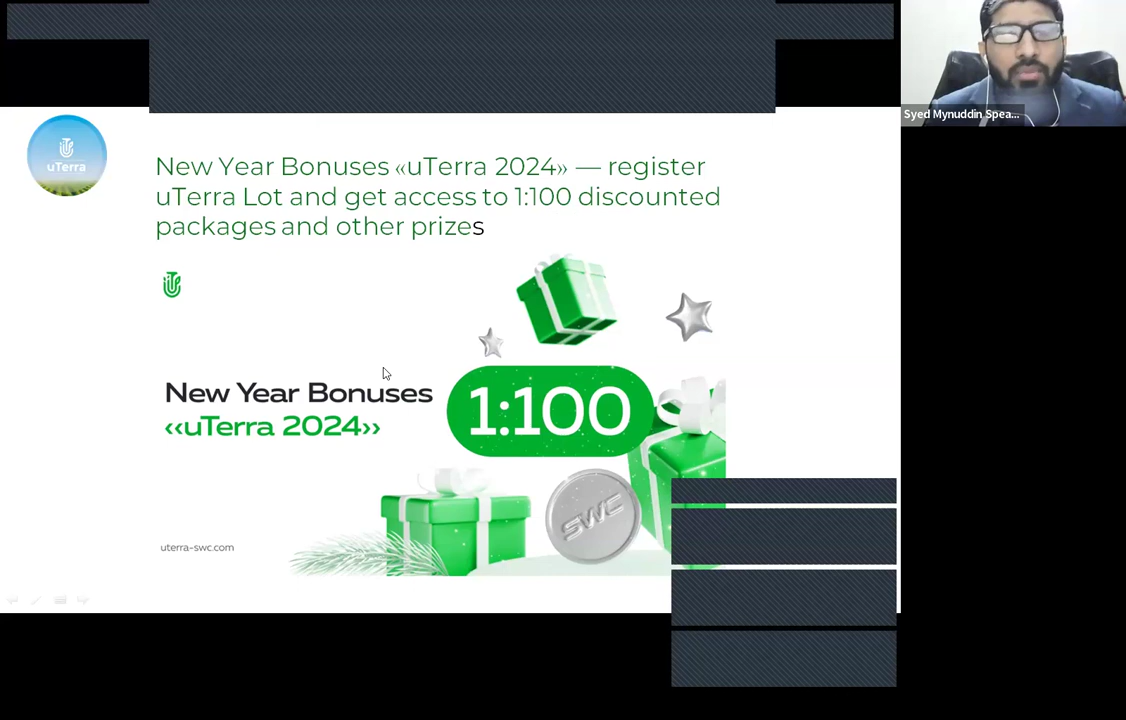 Syed Mynuddin Spea...
uTerra
New Year Bonuses «uTerra 2024» — register
uTerra Lot and get access to 1:100 discounted
packages and other prizes
New Year Bonuses
‹‹uTerra 2024››
1:100
SWC
uterra-swc.com